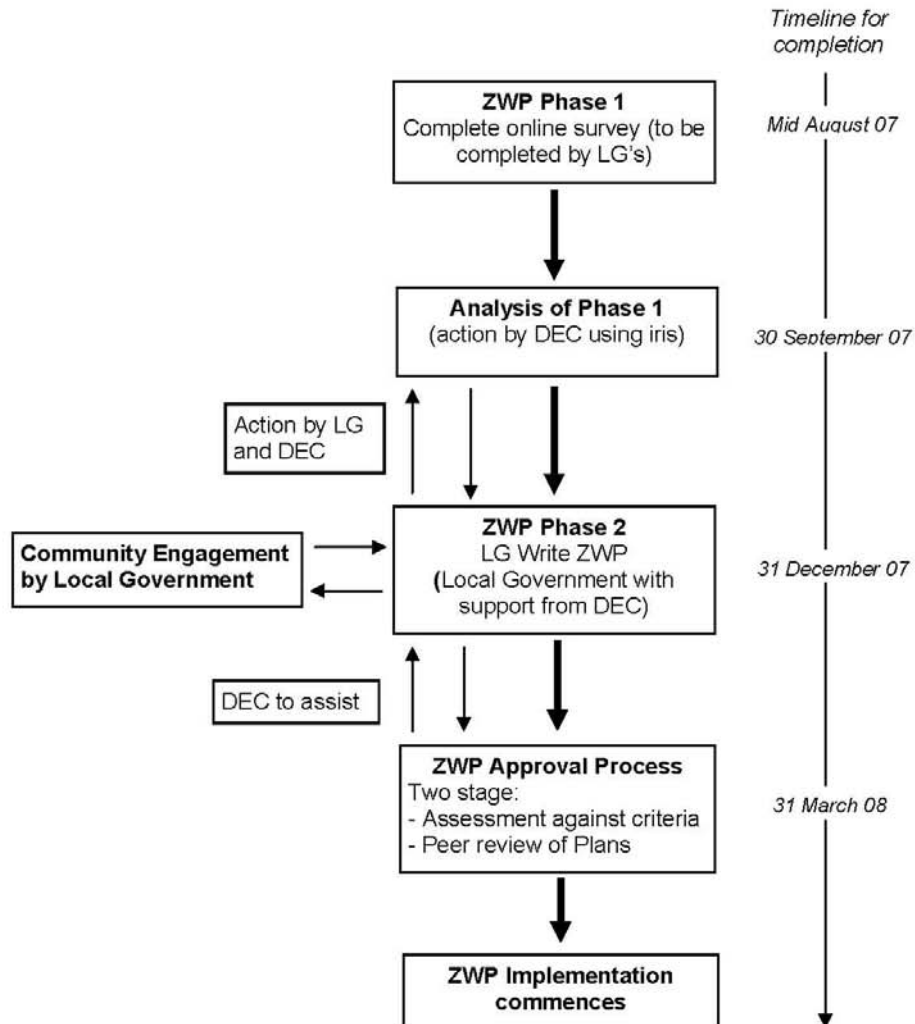 Timeline for
completion
ZWP Phase 1
Complete online survey (to be
completed by LG's)
Mid August 07
Analysis of Phase 1
(action by DEC using iris)
30 September 07
Action by LG
and DEC
ZWP Phase 2
LG Write ZWP
(Local Government with
support from DEC)
Community Engagement
by Local Government
31 December 07
DEC to assist
ZWP Approval Process
Two stage:
- Assessment against criteria
- Peer review of Plans
31 March 08
ZWP Implementation
commences